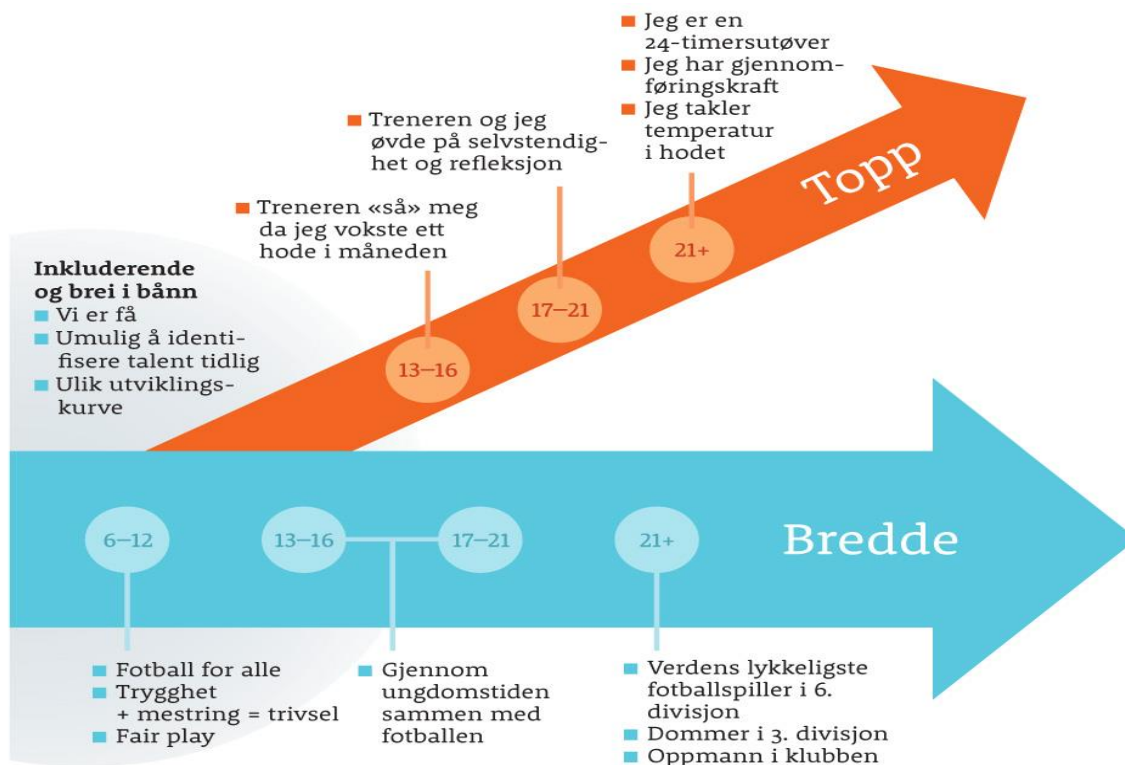 Jeg er en
24-timersutøver
Jeg har gjennom-
føringskraft
Jeg takler
temperatur
i hodet
Treneren og jeg
øvde på selvstendig-
het og refleksjon
Treneren «så» meg
da jeg vokste ett
hode i måneden
Topp
21+
17–21
13–16
Inkluderende
og brei i bånn
Vi er få
Umulig å identi-
fisere talent tidlig
Ulik utviklings-
kurve
6–12
13–16
17–21
21+
Bredde
Fotball for alle
Trygghet
+ mestring = trivsel
Fair play
Gjennom
ungdomstiden
sammen med
fotballen
Verdens lykkeligste
fotballspiller i 6.
divisjon
Dommer i 3. divisjon
Oppmann i klubben